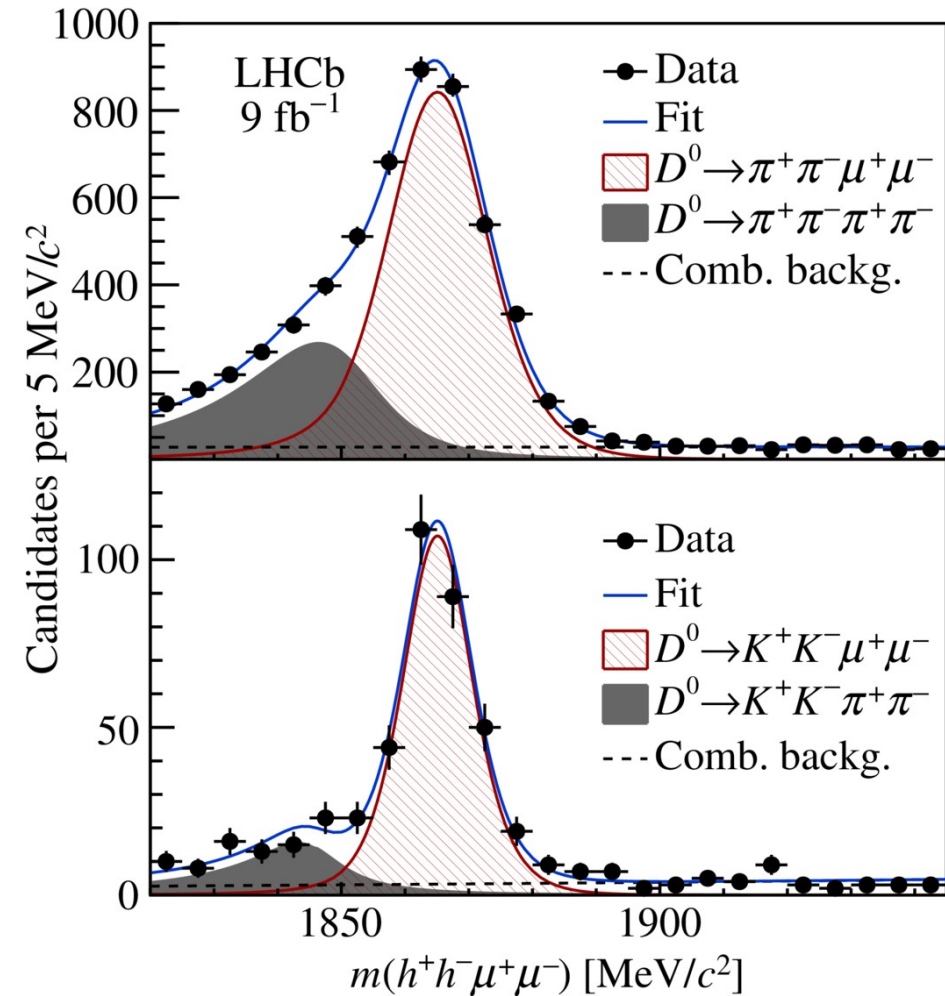 Candidates per 5 MeV/c²
1000
800
600
400
200
LHCb
9 fb⁻¹
Data
Fit
D⁰→π⁺π⁻μ⁺μ⁻
D⁰→π⁺π⁻π⁺π⁻
Comb. backg.
100
50
0
Data
Fit
D⁰→K⁺K⁻μ⁺μ⁻
D⁰→K⁺K⁻π⁺π⁻
Comb. backg.
1850
1900
m(h⁺h⁻μ⁺μ⁻) [MeV/c²]